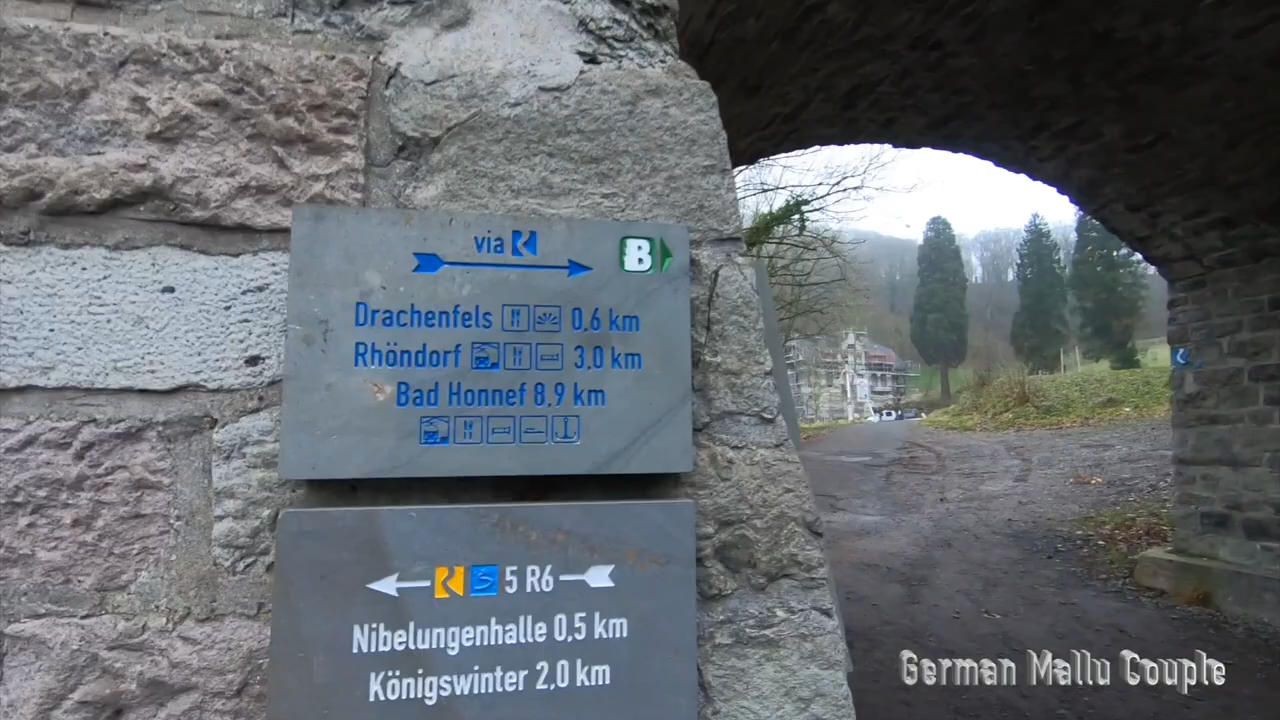 via
B
Drachenfels 0,6 km
Rhöndorf 3,0 km
Bad Honnef 8,9 km
5 R6
Nibelungenhalle 0,5 km
Königswinter 2,0 km
German Mallu Couple